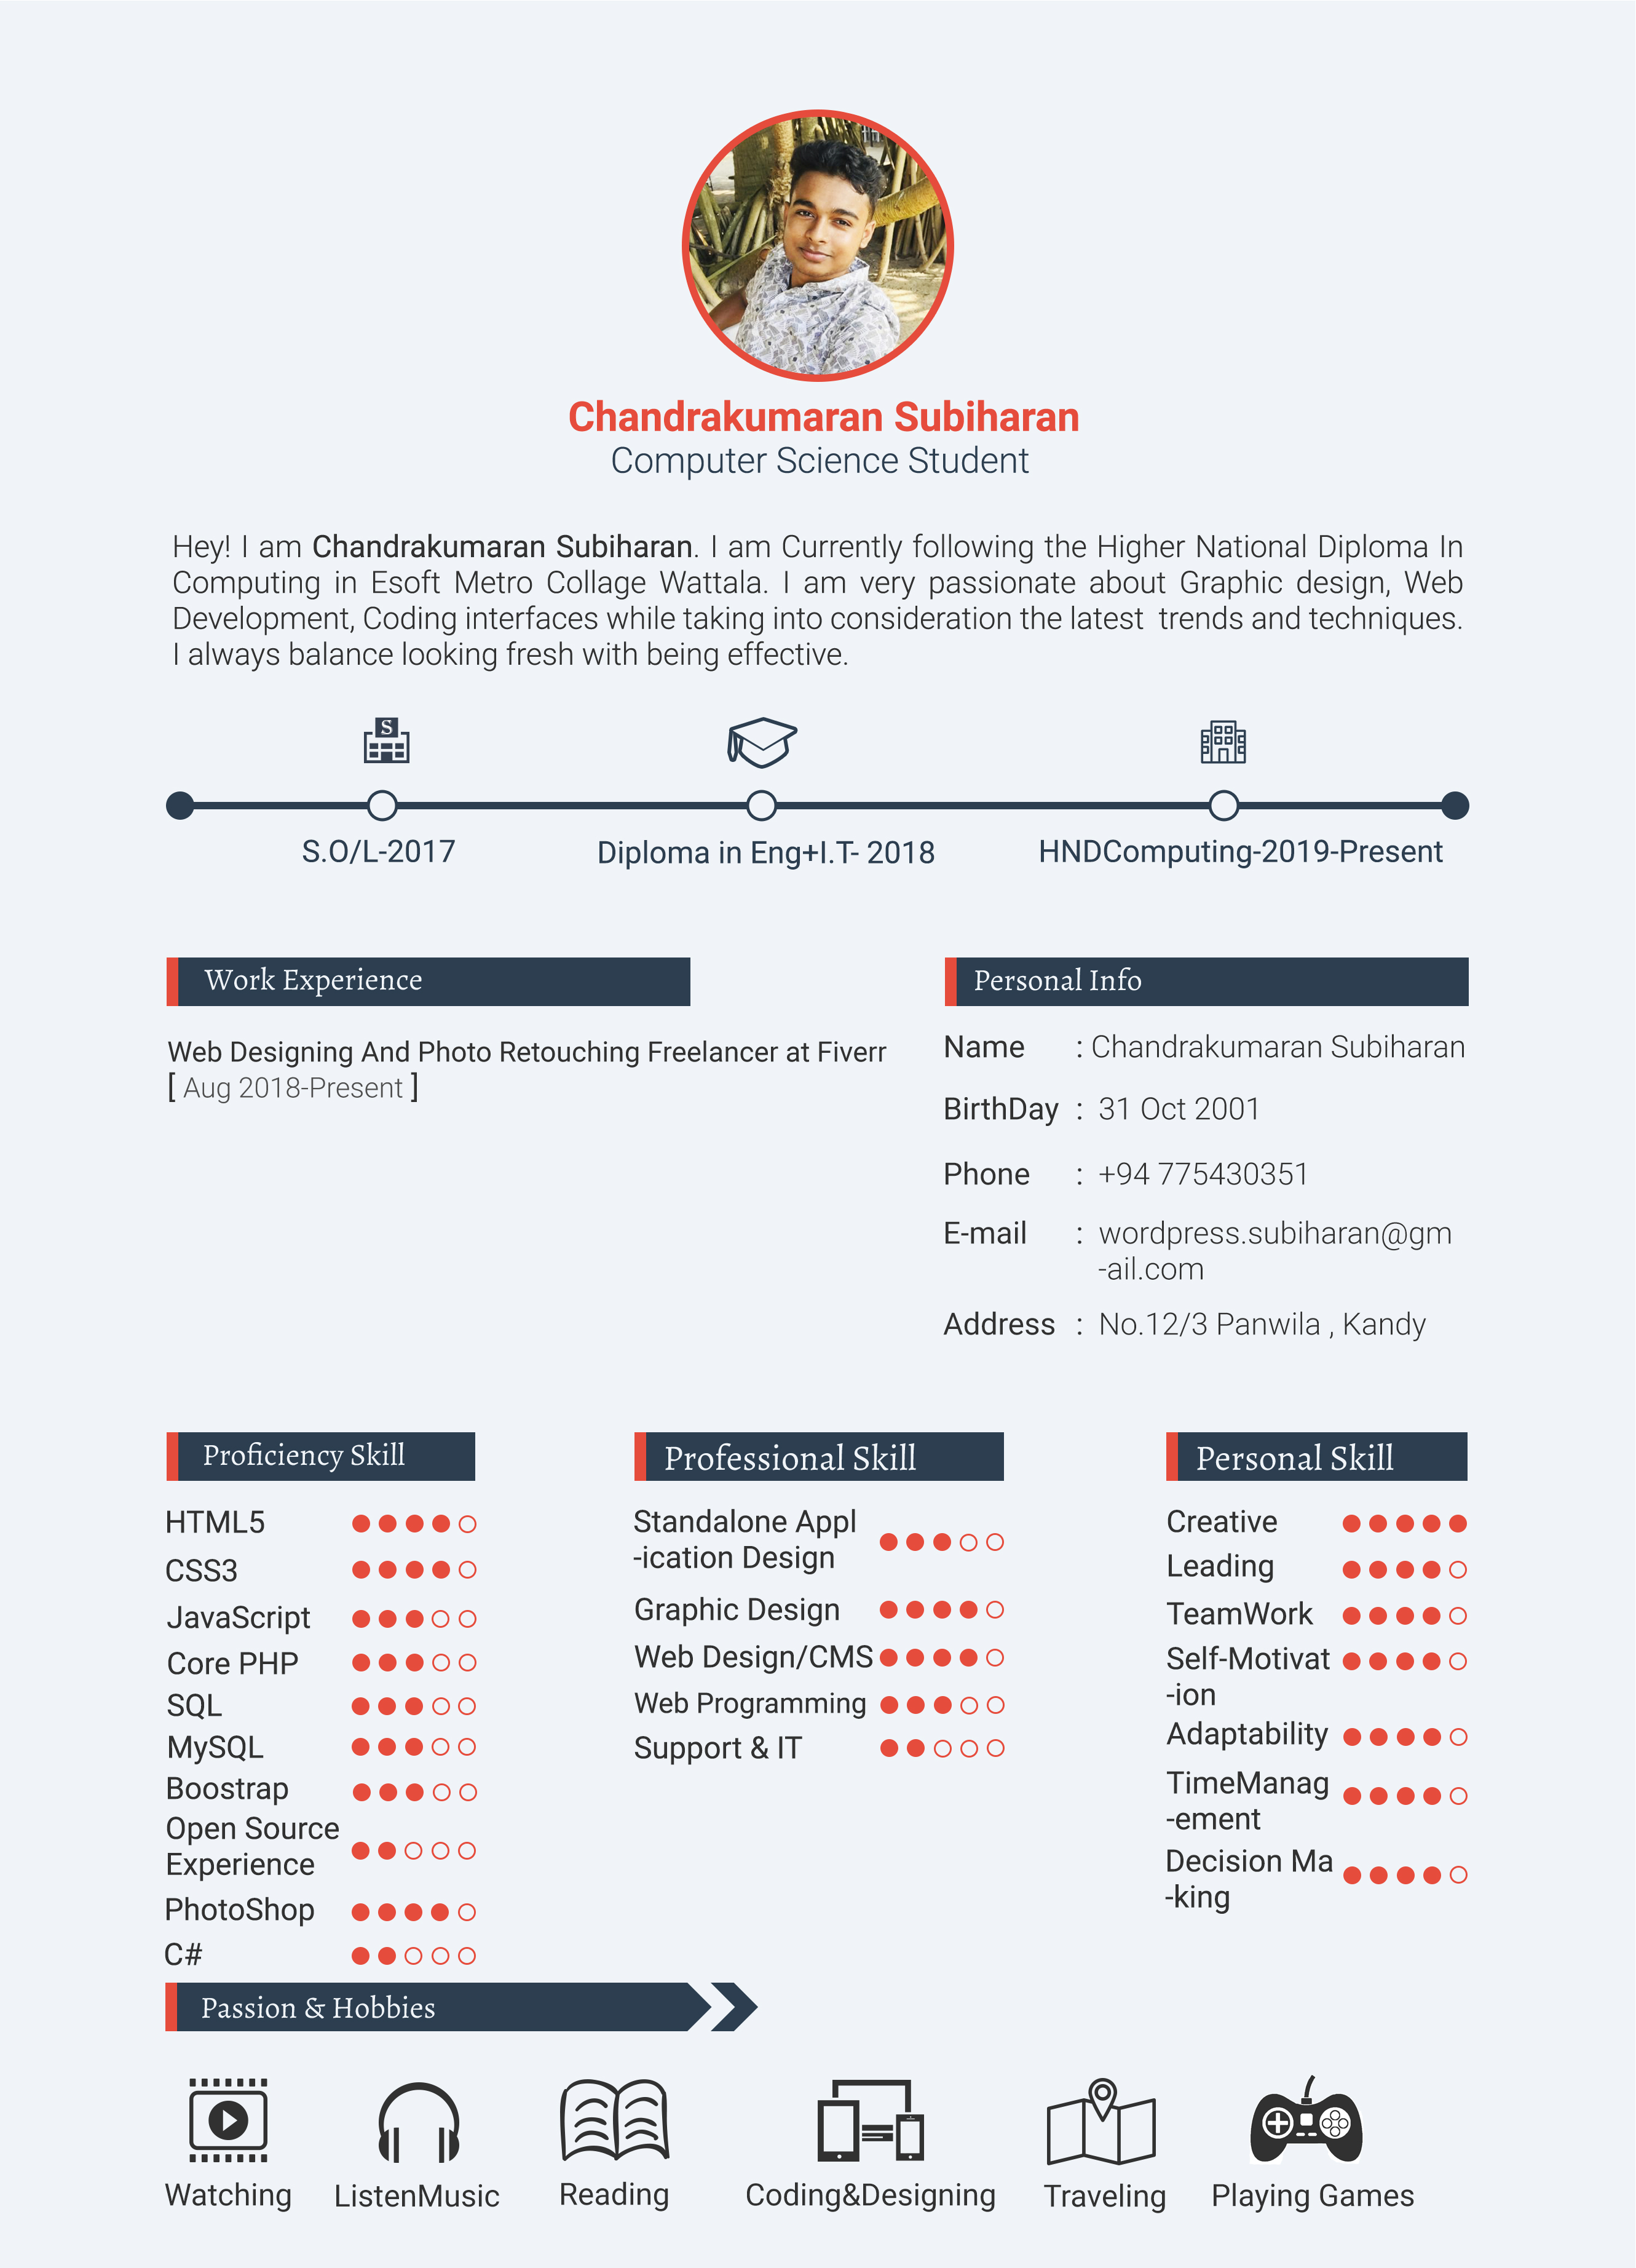 Chandrakumaran Subiharan
Computer Science Student
Hey! I am Chandrakumaran Subiharan. I am Currently following the Higher National Diploma In
Computing in Esoft Metro Collage Wattala. I am very passionate about Graphic design, Web
Development, Coding interfaces while taking into consideration the latest trends and techniques.
I always balance looking fresh with being effective.
S
S.O/L-2017
Diploma in Eng+I.T- 2018
HNDComputing-2019-Present
Work Experience
Web Designing And Photo Retouching Freelancer at Fiverr
[ Aug 2018-Present ]
Personal Info
Name : Chandrakumaran Subiharan
BirthDay : 31 Oct 2001
Phone : +94 775430351
E-mail : wordpress.subiharan@gm
-ail.com
Address : No.12/3 Panwila , Kandy
Proficiency Skill
HTML5
CSS3
JavaScript
Core PHP
SQL
MySQL
Boostrap
Open Source
Experience
PhotoShop
C#
Professional Skill
Standalone Appl
-ication Design
Graphic Design
Web Design/CMS
Web Programming
Support & IT
Personal Skill
Creative
Leading
TeamWork
Self-Motivat
-ion
Adaptability
TimeManag
-ement
Decision Ma
-king
Passion & Hobbies
Watching
ListenMusic
Reading
Coding&Designing
Traveling
Playing Games